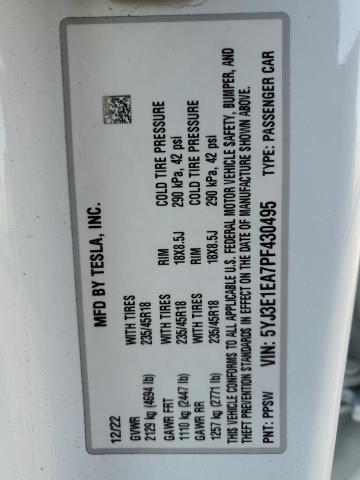 MFD BY TESLA, INC.
12/22
GVWR WITH TIRES RIM COLD TIRE PRESSURE
2129 kg (4694 lb) 235/45R18 18X8.5J 290 kPa, 42 psi
GAWR FRT WITH TIRES RIM COLD TIRE PRESSURE
1110 kg (2447 lb) 235/45R18 18X8.5J 290 kPa, 42 psi
GAWR RR WITH TIRES
1257 kg (2771 lb) 235/45R18
THIS VEHICLE CONFORMS TO ALL APPLICABLE U.S. FEDERAL MOTOR VEHICLE SAFETY, BUMPER, AND
THEFT PREVENTION STANDARDS IN EFFECT ON THE DATE OF MANUFACTURE SHOWN ABOVE.
PNT: PPSW VIN: 5YJ3E1EA7PF430495 TYPE: PASSENGER CAR